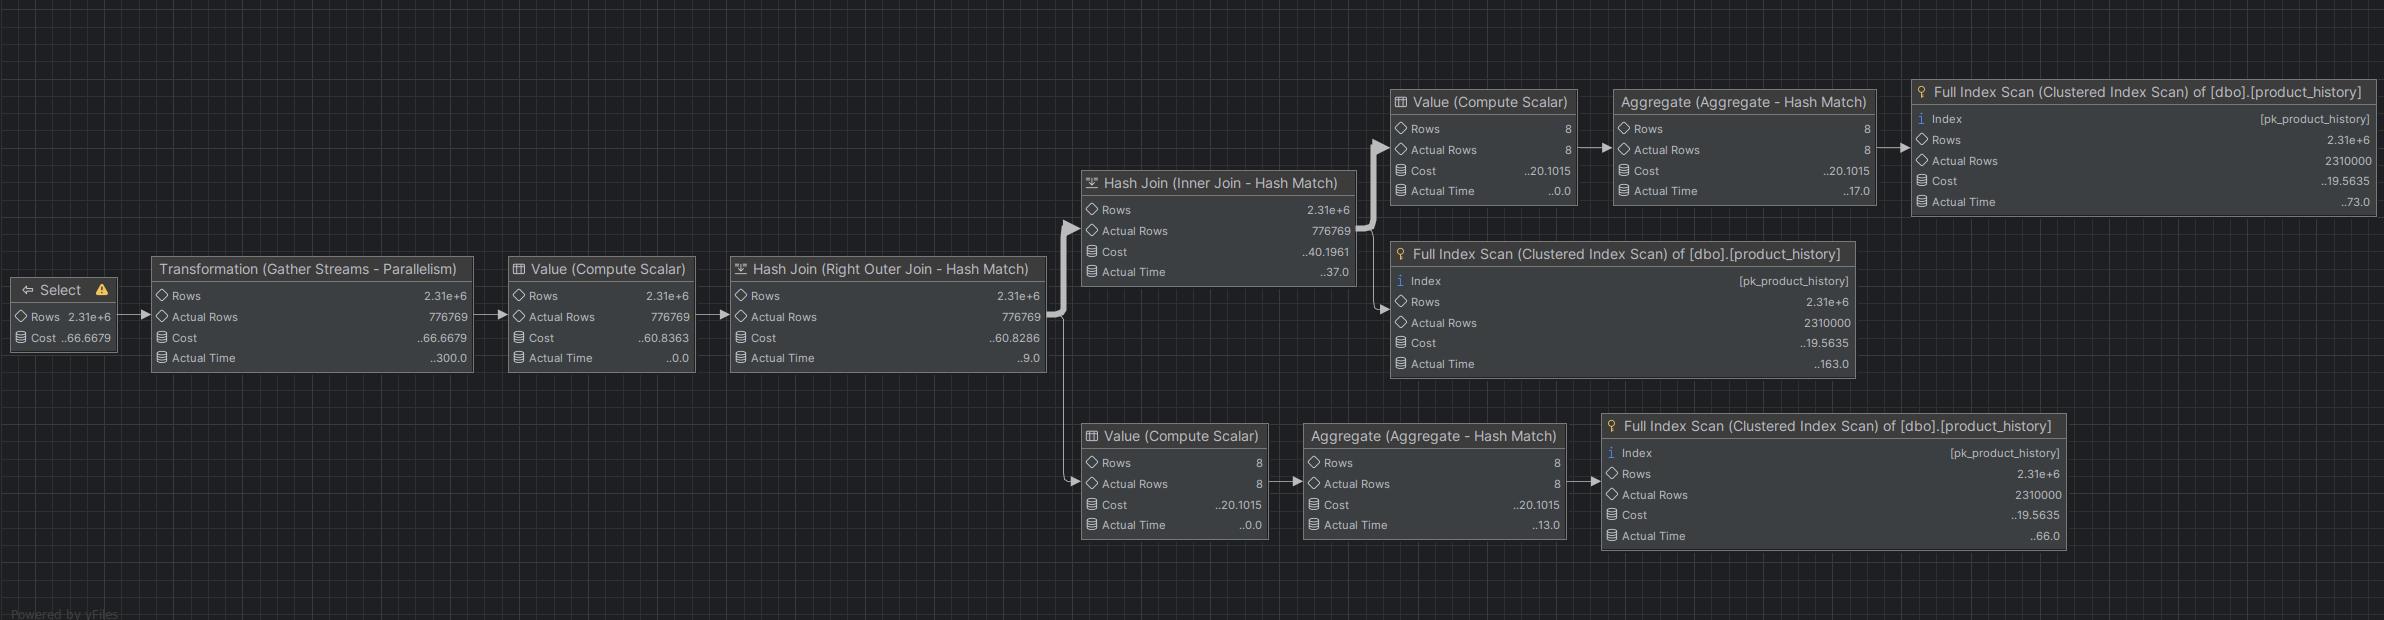 Select
Rows 2.31e+6
Cost ..66.6679
Transformation (Gather Streams - Parallelism)
Rows 2.31e+6
Actual Rows 776769
Cost ..66.6679
Actual Time ..300.0
Value (Compute Scalar)
Rows 2.31e+6
Actual Rows 776769
Cost ..60.8363
Actual Time ..0.0
Hash Join (Right Outer Join - Hash Match)
Rows 2.31e+6
Actual Rows 776769
Cost ..60.8286
Actual Time ..9.0
Hash Join (Inner Join - Hash Match)
Rows 2.31e+6
Actual Rows 776769
Cost ..40.1961
Actual Time ..37.0
Value (Compute Scalar)
Rows 8
Actual Rows 8
Cost ..20.1015
Actual Time ..0.0
Aggregate (Aggregate - Hash Match)
Rows 8
Actual Rows 8
Cost ..20.1015
Actual Time ..17.0
Full Index Scan (Clustered Index Scan) of [dbo].[product_history]
i Index [pk_product_history]
Rows 2.31e+6
Actual Rows 2310000
Cost ..19.5635
Actual Time ..73.0
Full Index Scan (Clustered Index Scan) of [dbo].[product_history]
i Index [pk_product_history]
Rows 2.31e+6
Actual Rows 2310000
Cost ..19.5635
Actual Time ..163.0
Value (Compute Scalar)
Rows 8
Actual Rows 8
Cost ..20.1015
Actual Time ..0.0
Aggregate (Aggregate - Hash Match)
Rows 8
Actual Rows 8
Cost ..20.1015
Actual Time ..13.0
Full Index Scan (Clustered Index Scan) of [dbo].[product_history]
i Index [pk_product_history]
Rows 2.31e+6
Actual Rows 2310000
Cost ..19.5635
Actual Time ..66.0
Powered by yFiles